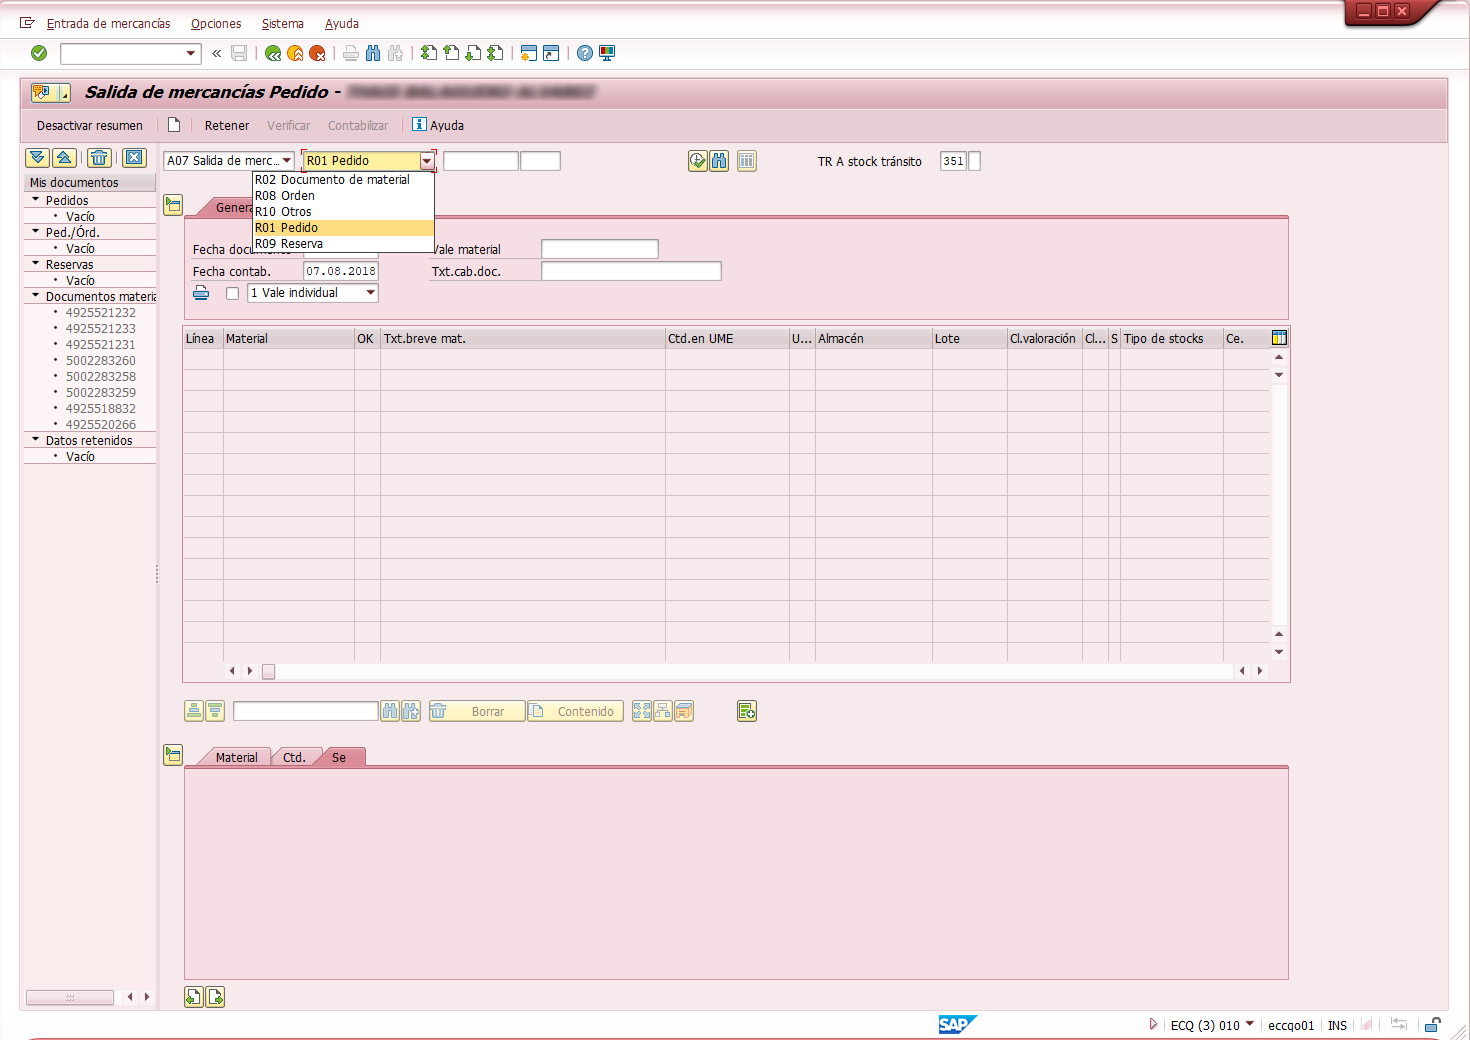 Entrada de mercancías Opciones Sistema Ayuda
«
Salida de mercancías Pedido -
Desactivar resumen Retener Verificar Contabilizar Ayuda
A07 Salida de merc... R01 Pedido TR A stock tránsito 351
R02 Documento de material
R08 Orden
R10 Otros
R01 Pedido
R09 Reserva
Mis documentos
Pedidos
Vacío
Ped./Órd.
Vacío
Reservas
Vacío
Documentos materia
4925521232
4925521233
4925521231
5002283260
5002283258
5002283259
4925518832
4925520266
Datos retenidos
Vacío
Genera
Fecha documento Vale material
Fecha contab. 07.08.2018 Txt.cab.doc.
1 Vale individual
Línea Material OK Txt.breve mat. Ctd.en UME U... Almacén Lote Cl.valoración Cl... S Tipo de stocks Ce.
Borrar Contenido
Material Ctd. Se
SAP ECQ (3) 010 eccqo01 INS